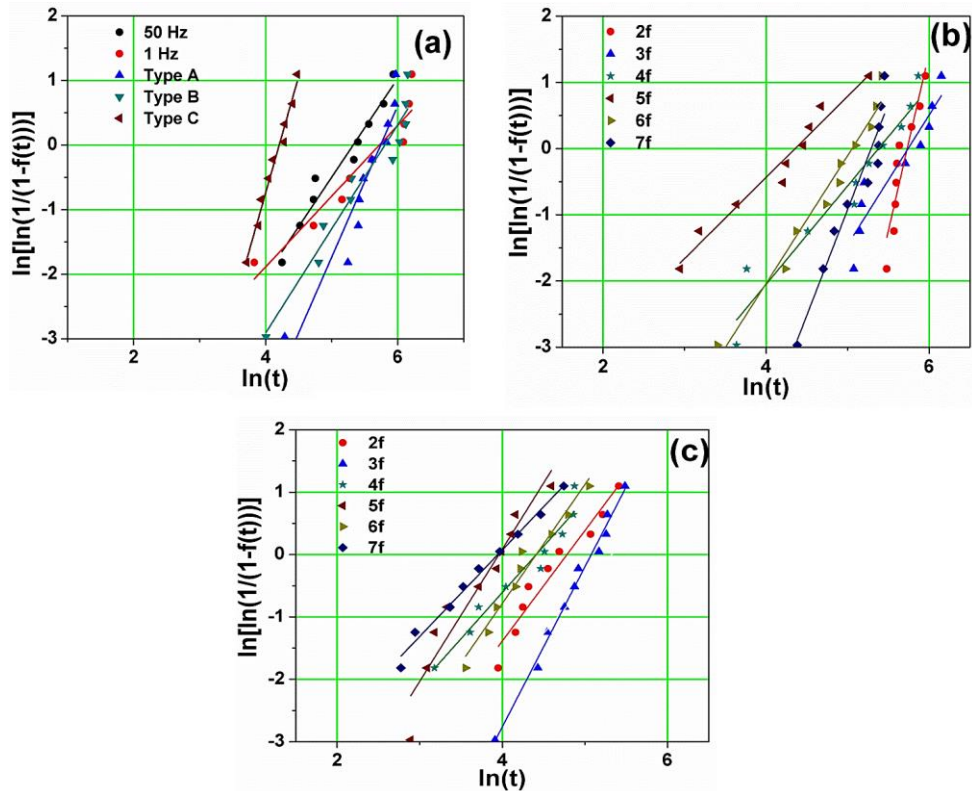 (a)
50 Hz
1 Hz
Type A
Type B
Type C
2
1
0
-1
-2
-3
2 4 6
ln(t)
ln[ln(1/(1-f(t)))]
(b)
2f
3f
4f
5f
6f
7f
2
1
0
-1
-2
-3
2 4 6
ln(t)
ln[ln(1/(1-f(t)))]
(c)
2f
3f
4f
5f
6f
7f
2
1
0
-1
-2
-3
2 4 6
ln(t)
ln[ln(1/(1-f(t)))]